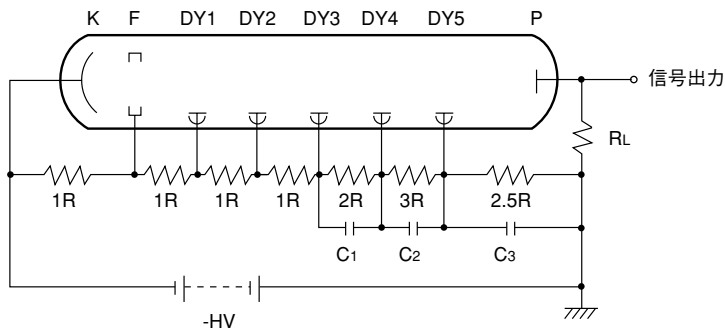 K F DY1 DY2 DY3 DY4 DY5 P
信号出力
RL
1R 1R 1R 1R 2R 3R 2.5R
C1 C2 C3
-HV